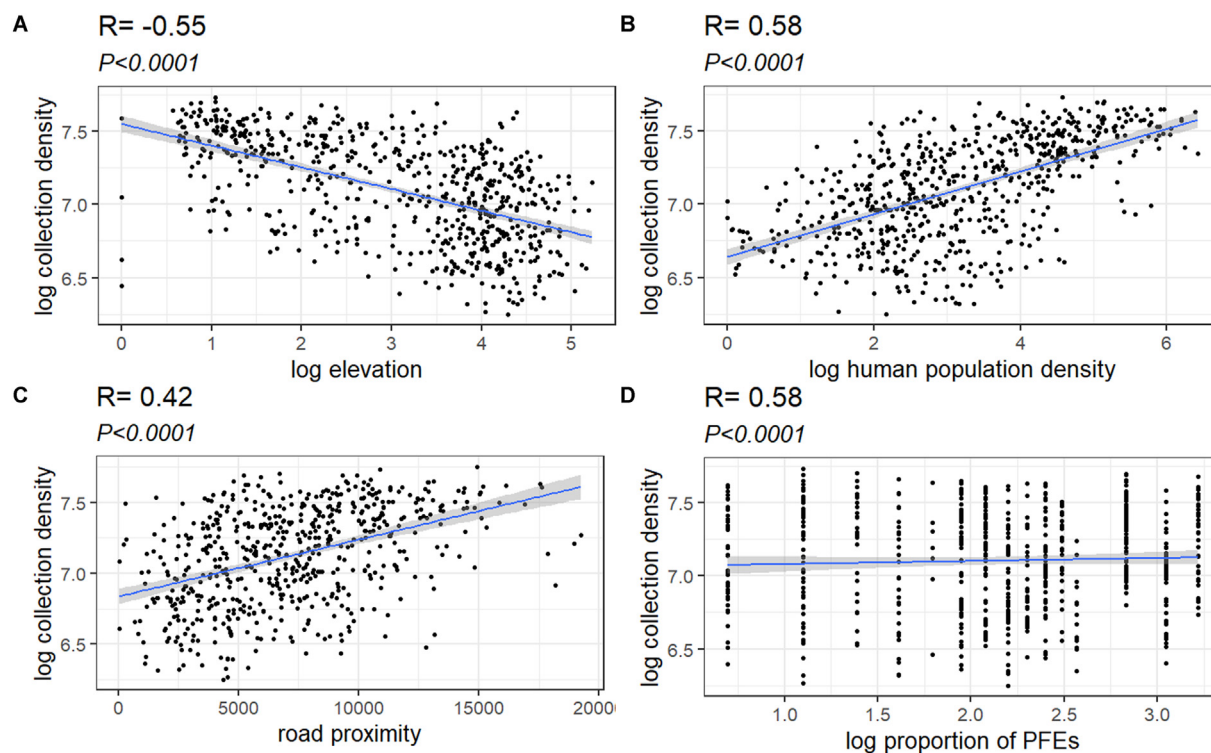 A
R= -0.55
P<0.0001
log collection density
7.5
7.0
6.5
0 1 2 3 4 5
log elevation
B
R= 0.58
P<0.0001
log collection density
7.5
7.0
6.5
0 2 4 6
log human population density
C
R= 0.42
P<0.0001
log collection density
7.5
7.0
6.5
0 5000 10000 15000 2000
road proximity
D
R= 0.58
P<0.0001
log collection density
7.5
7.0
6.5
1.0 1.5 2.0 2.5 3.0
log proportion of PFEs